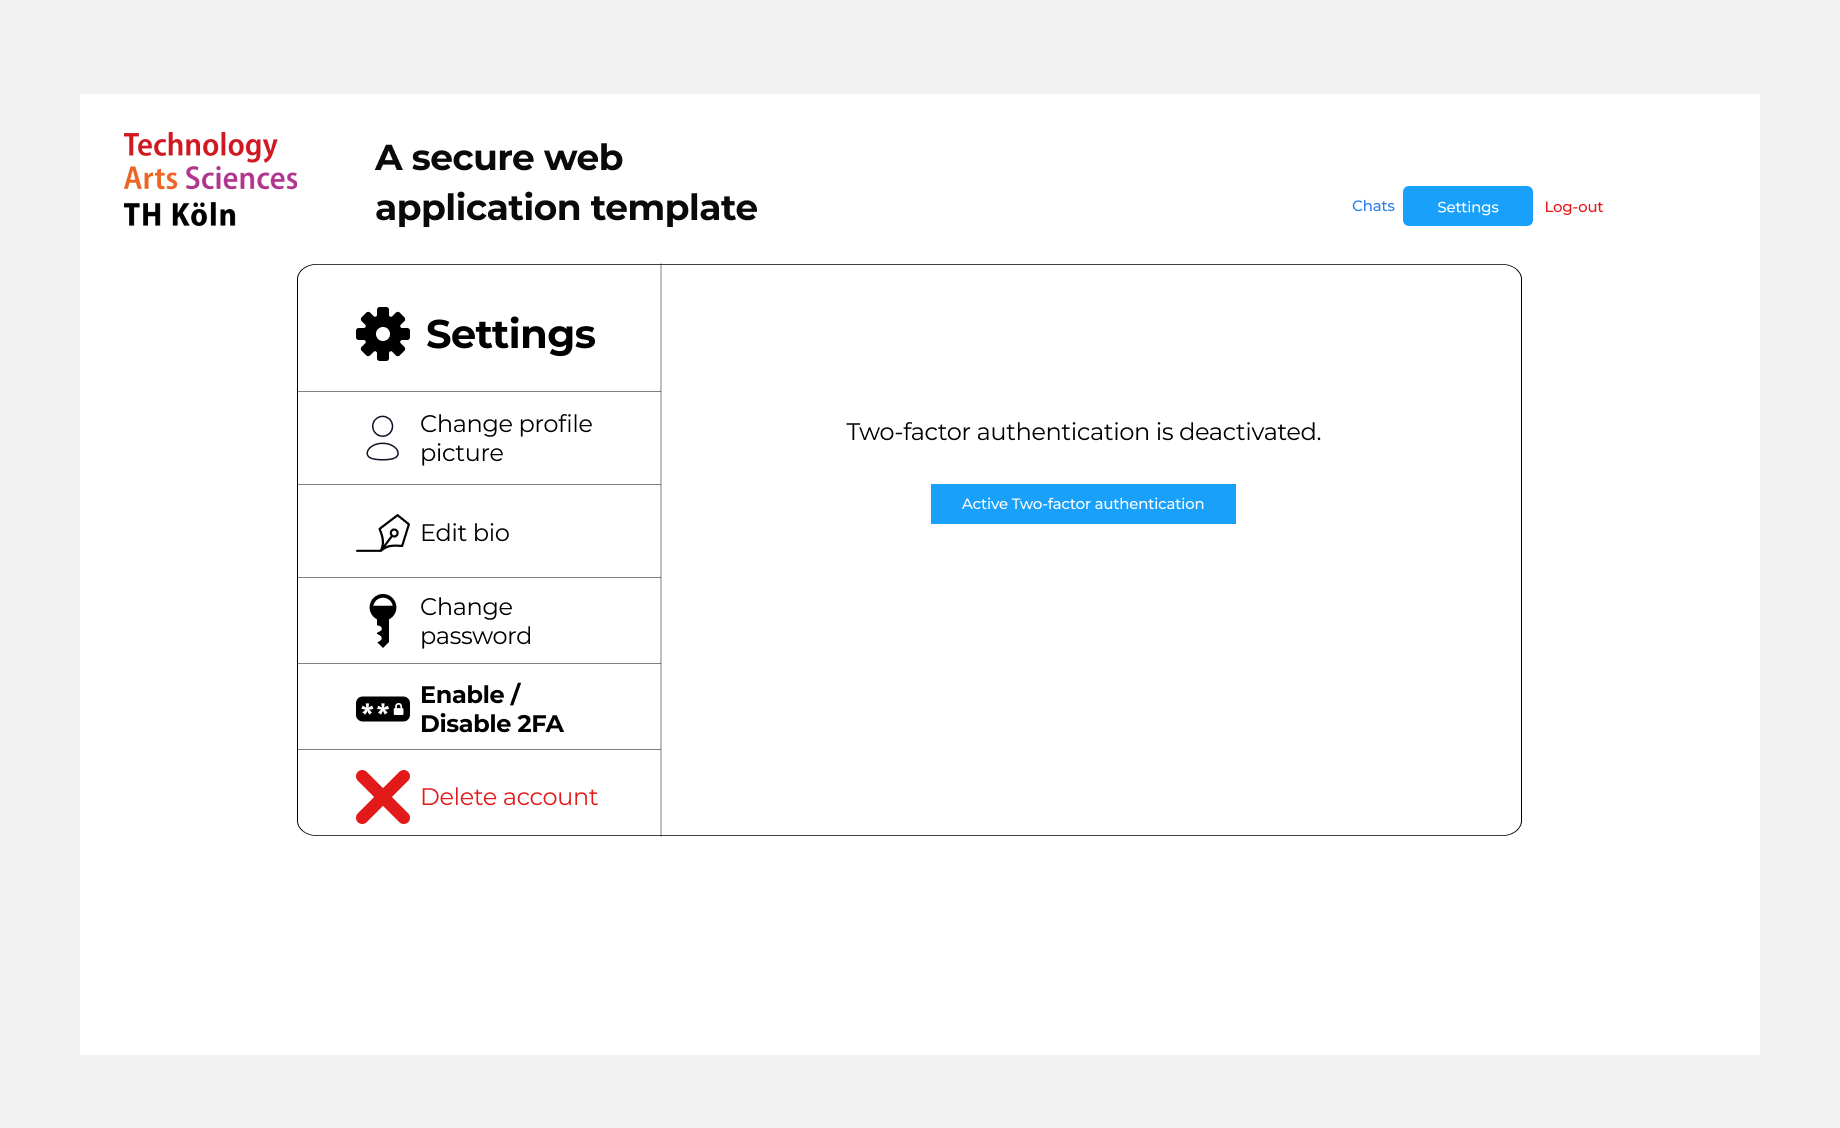 Technology
Arts Sciences
TH Köln
A secure web
application template
Chats
Settings
Log-out
Settings
Change profile
picture
Edit bio
Change
password
Enable /
Disable 2FA
Delete account
Two-factor authentication is deactivated.
Active Two-factor authentication